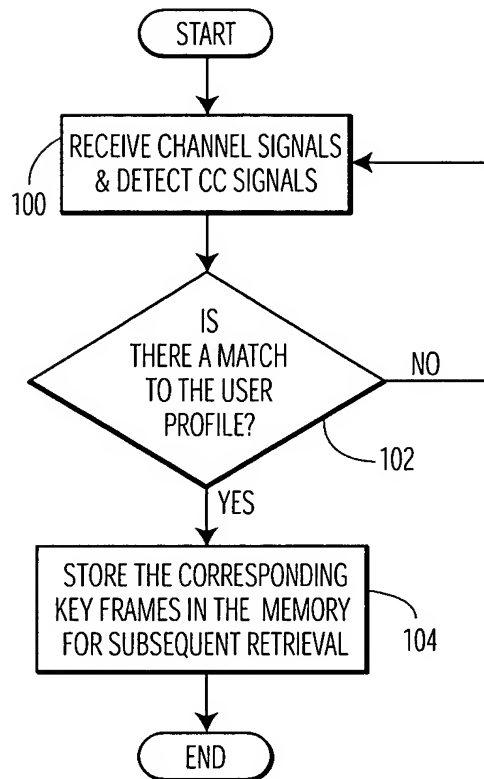 START
RECEIVE CHANNEL SIGNALS
& DETECT CC SIGNALS
100
IS
THERE A MATCH
TO THE USER
PROFILE?
NO
102
YES
STORE THE CORRESPONDING
KEY FRAMES IN THE MEMORY
FOR SUBSEQUENT RETRIEVAL
104
END